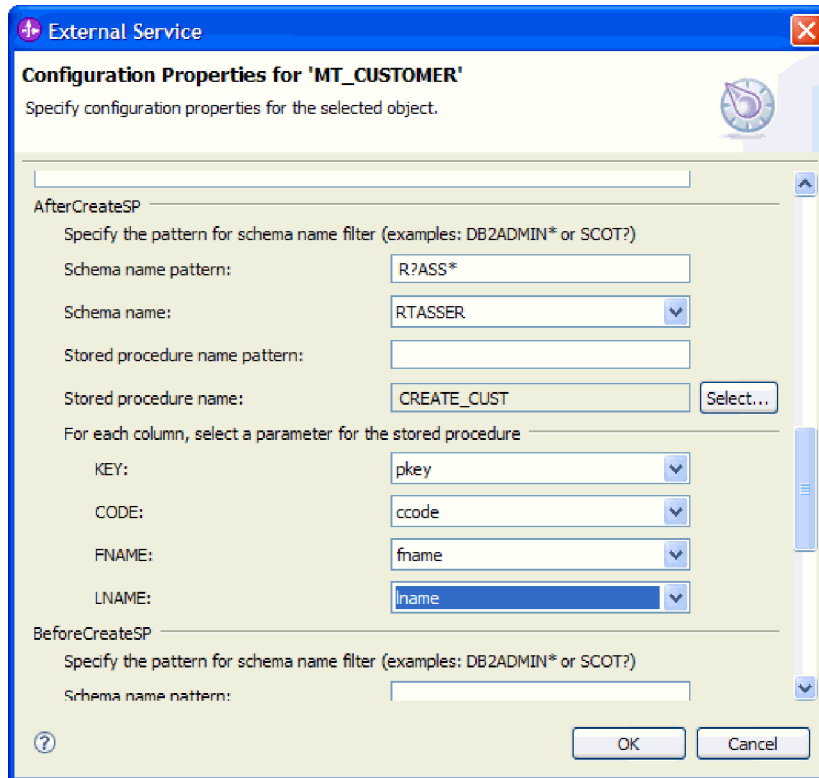 External Service
Configuration Properties for 'MT_CUSTOMER'
Specify configuration properties for the selected object.
AfterCreateSP
Specify the pattern for schema name filter (examples: DB2ADMIN* or SCOT?)
Schema name pattern: R?ASS*
Schema name: RTASSER
Stored procedure name pattern:
Stored procedure name: CREATE_CUST Select...
For each column, select a parameter for the stored procedure
KEY: pkey
CODE: ccode
FNAME: fname
LNAME: lname
BeforeCreateSP
Specify the pattern for schema name filter (examples: DB2ADMIN* or SCOT?)
Schema name pattern:
? OK Cancel